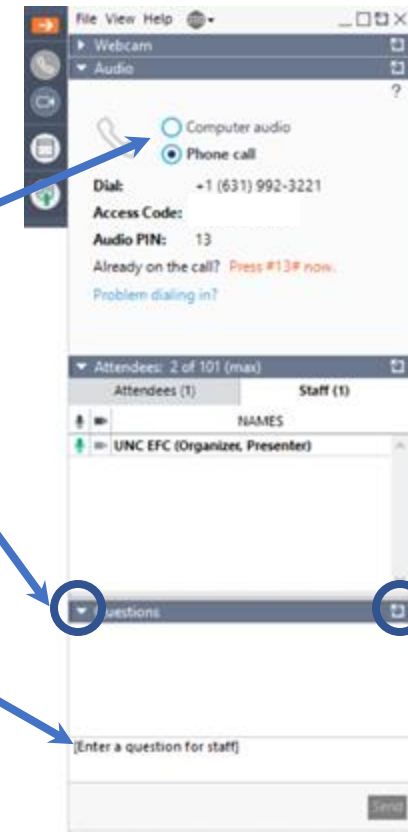 File View Help
Webcam
Audio
?
Computer audio
Phone call
Dial: +1 (631) 992-3221
Access Code:
Audio PIN: 13
Already on the call? Press #13# now.
Problem dialing in?
Attendees: 2 of 101 (max)
Attendees (1) Staff (1)
NAMES
UNC EFC (Organizer, Presenter)
Questions
[Enter a question for staff]
Send